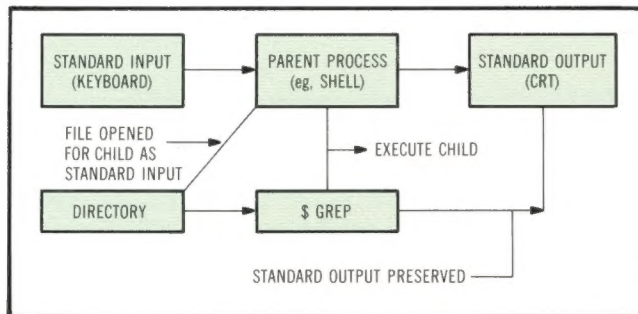 STANDARD INPUT
(KEYBOARD)
PARENT PROCESS
(eg, SHELL)
STANDARD OUTPUT
(CRT)
FILE OPENED
FOR CHILD AS
STANDARD INPUT
EXECUTE CHILD
DIRECTORY
$ GREP
STANDARD OUTPUT PRESERVED